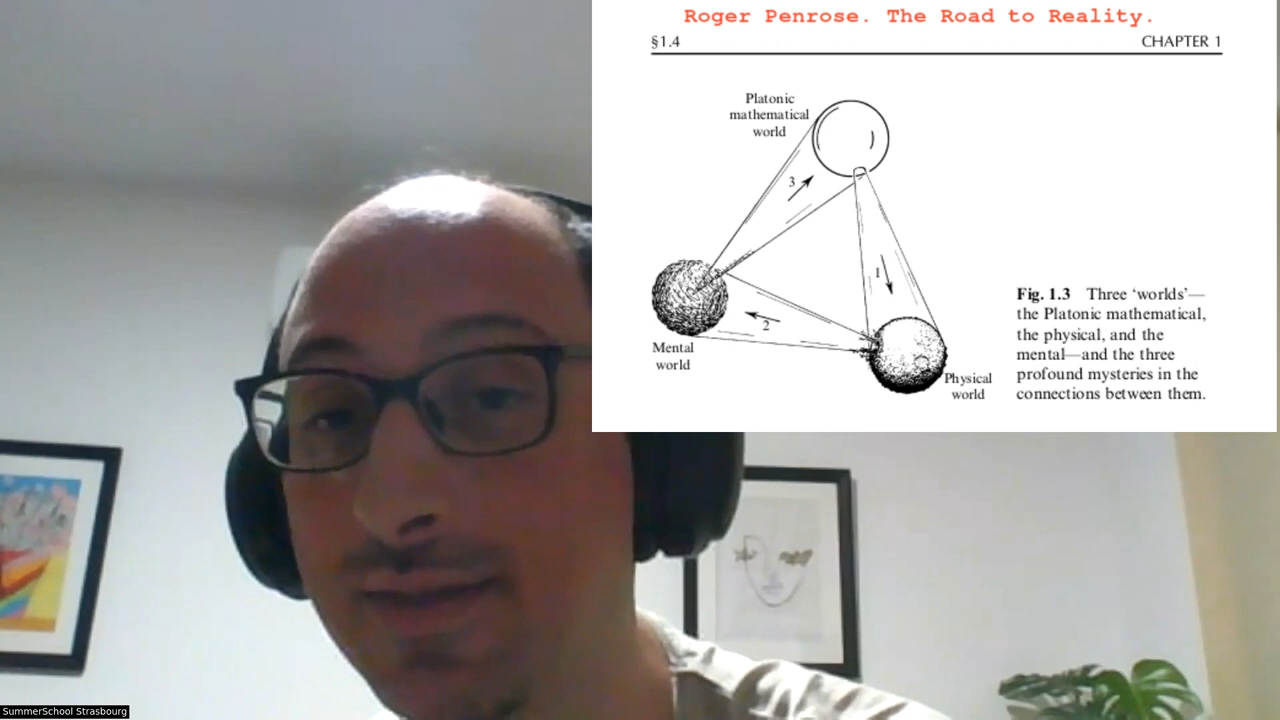 Roger Penrose. The Road to Reality.
§1.4 CHAPTER 1
Platonic
mathematical
world
3
1
2
Mental
world
Physical
world
Fig. 1.3 Three ‘worlds’—
the Platonic mathematical,
the physical, and the
mental—and the three
profound mysteries in the
connections between them.
SummerSchool Strasbourg